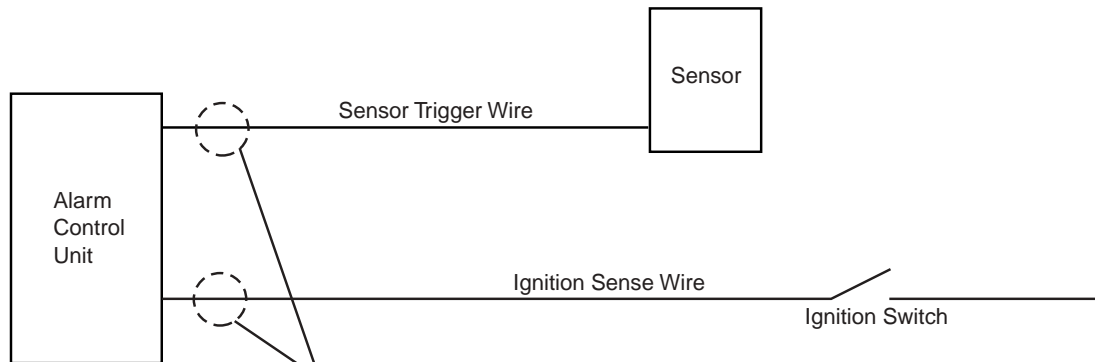 Sensor
Sensor Trigger Wire
Alarm
Control
Unit
Ignition Sense Wire
Ignition Switch